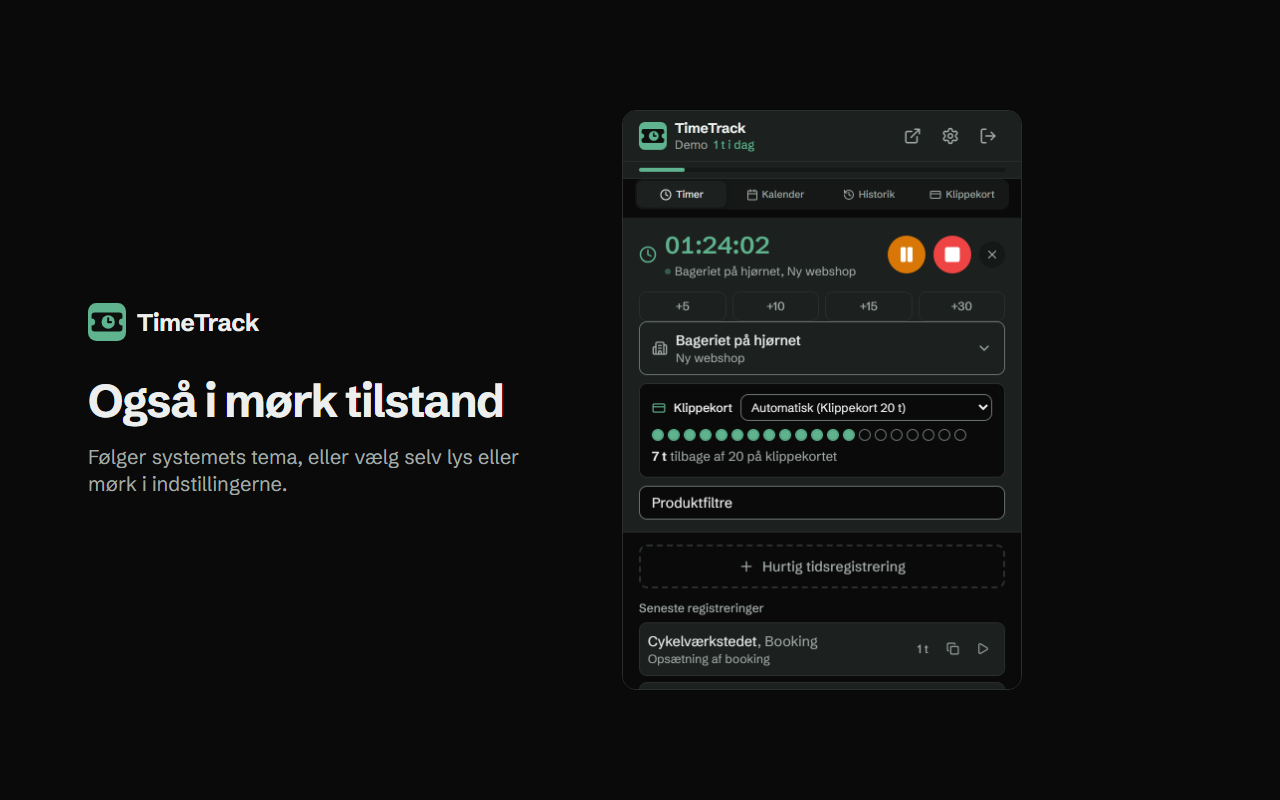 TimeTrack
Også i mørk tilstand
Følger systemets tema, eller vælg selv lys eller
mørk i indstillingerne.
TimeTrack
Demo 1 t i dag
Timer Kalender Historik Klippekort
01:24:02
Bageriet på hjørnet, Ny webshop
+5 +10 +15 +30
Bageriet på hjørnet
Ny webshop
Klippekort Automatisk (Klippekort 20 t)
7 t tilbage af 20 på klippekortet
Produktfiltre
+ Hurtig tidsregistrering
Seneste registreringer
Cykelværkstedet, Booking
Opsætning af booking
1 t